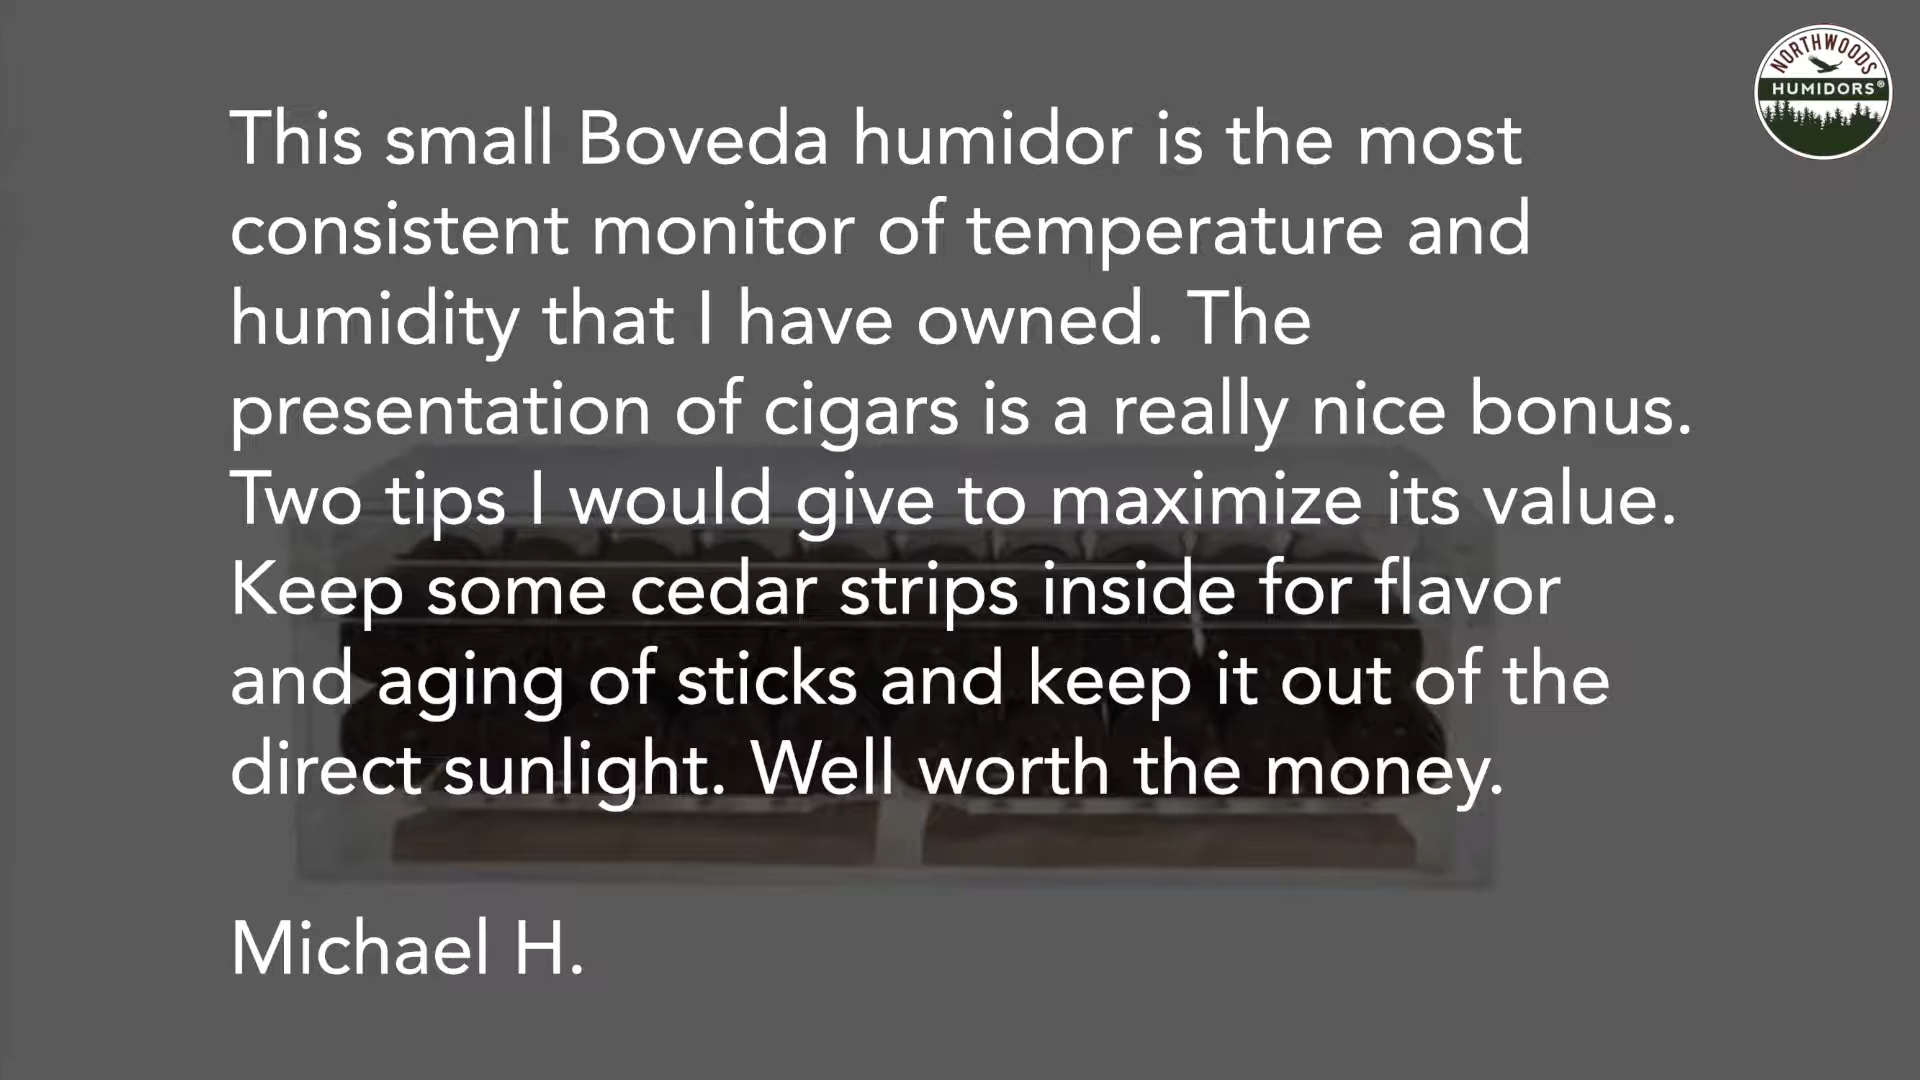 NORTHWOODS
HUMIDORS®
This small Boveda humidor is the most
consistent monitor of temperature and
humidity that I have owned. The
presentation of cigars is a really nice bonus.
Two tips I would give to maximize its value.
Keep some cedar strips inside for flavor
and aging of sticks and keep it out of the
direct sunlight. Well worth the money.
Michael H.